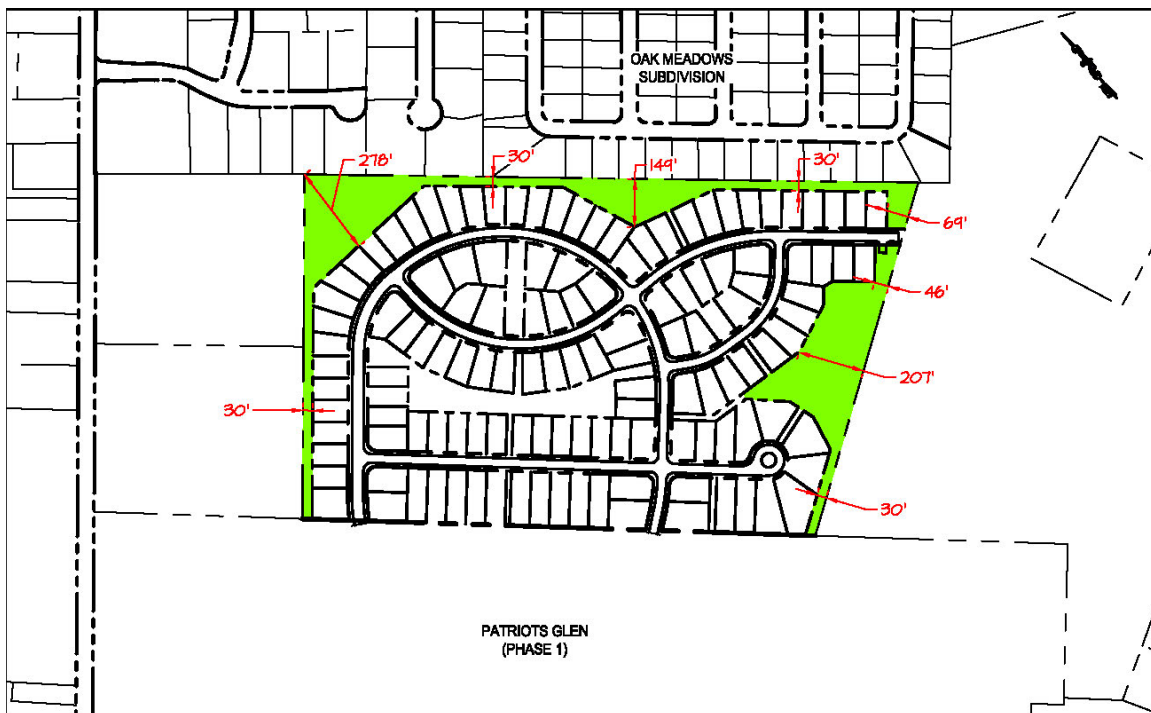 OAK MEADOWS
SUBDIVISION
278'
30'
149'
30'
69'
46'
207'
30'
30'
PATRIOTS GLEN
(PHASE 1)